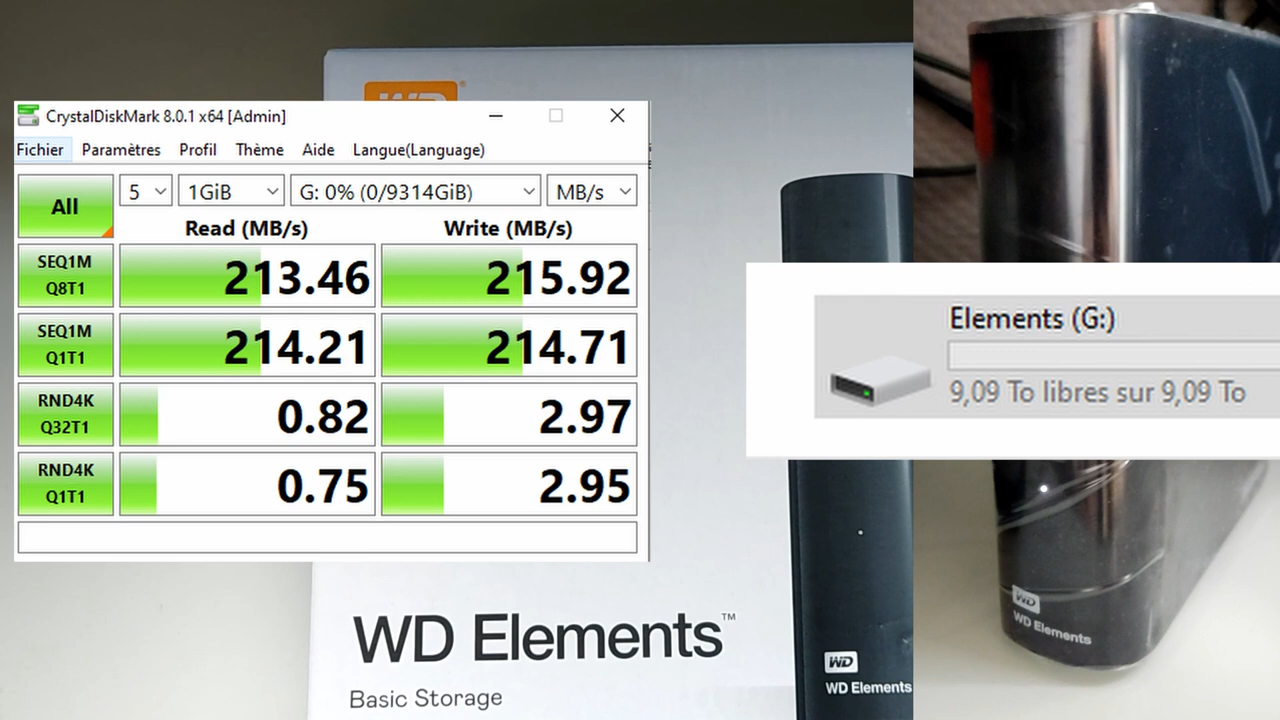 WD
CrystalDiskMark 8.0.1 x64 [Admin]
Fichier Paramètres Profil Thème Aide Langue(Language)
All 5 1GiB G: 0% (0/9314GiB) MB/s
Read (MB/s) Write (MB/s)
SEQ1M
Q8T1 213.46 215.92
SEQ1M
Q1T1 214.21 214.71
RND4K
Q32T1 0.82 2.97
RND4K
Q1T1 0.75 2.95
Elements (G:)
9,09 To libres sur 9,09 To
WD Elements™
Basic Storage
WD
WD Elements
WD
WD Elements